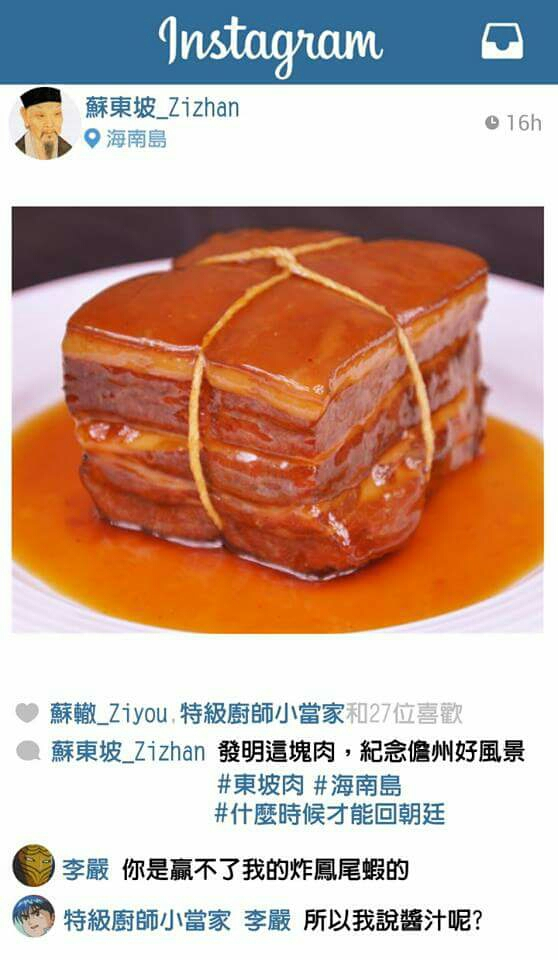 Instagram
蘇東坡_Zizhan
海南島
16h
蘇轍_Ziyou,特級廚師小當家和27位喜歡
蘇東坡_Zizhan 發明這塊肉，紀念儋州好風景
#東坡肉 #海南島
#什麼時候才能回朝廷
李嚴 你是贏不了我的炸鳳尾蝦的
特級廚師小當家 李嚴 所以我說醬汁呢?